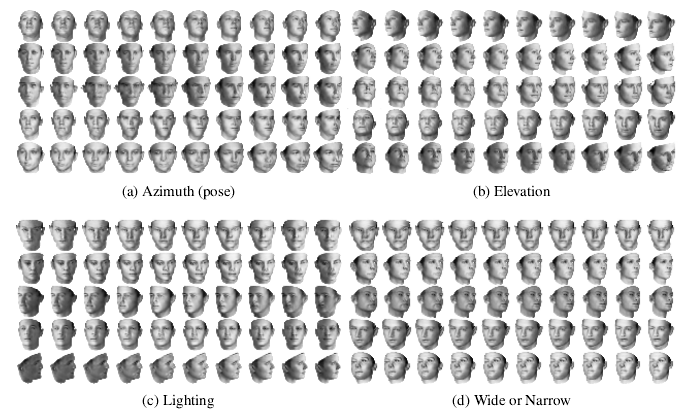 (a) Azimuth (pose)
(b) Elevation
(c) Lighting
(d) Wide or Narrow